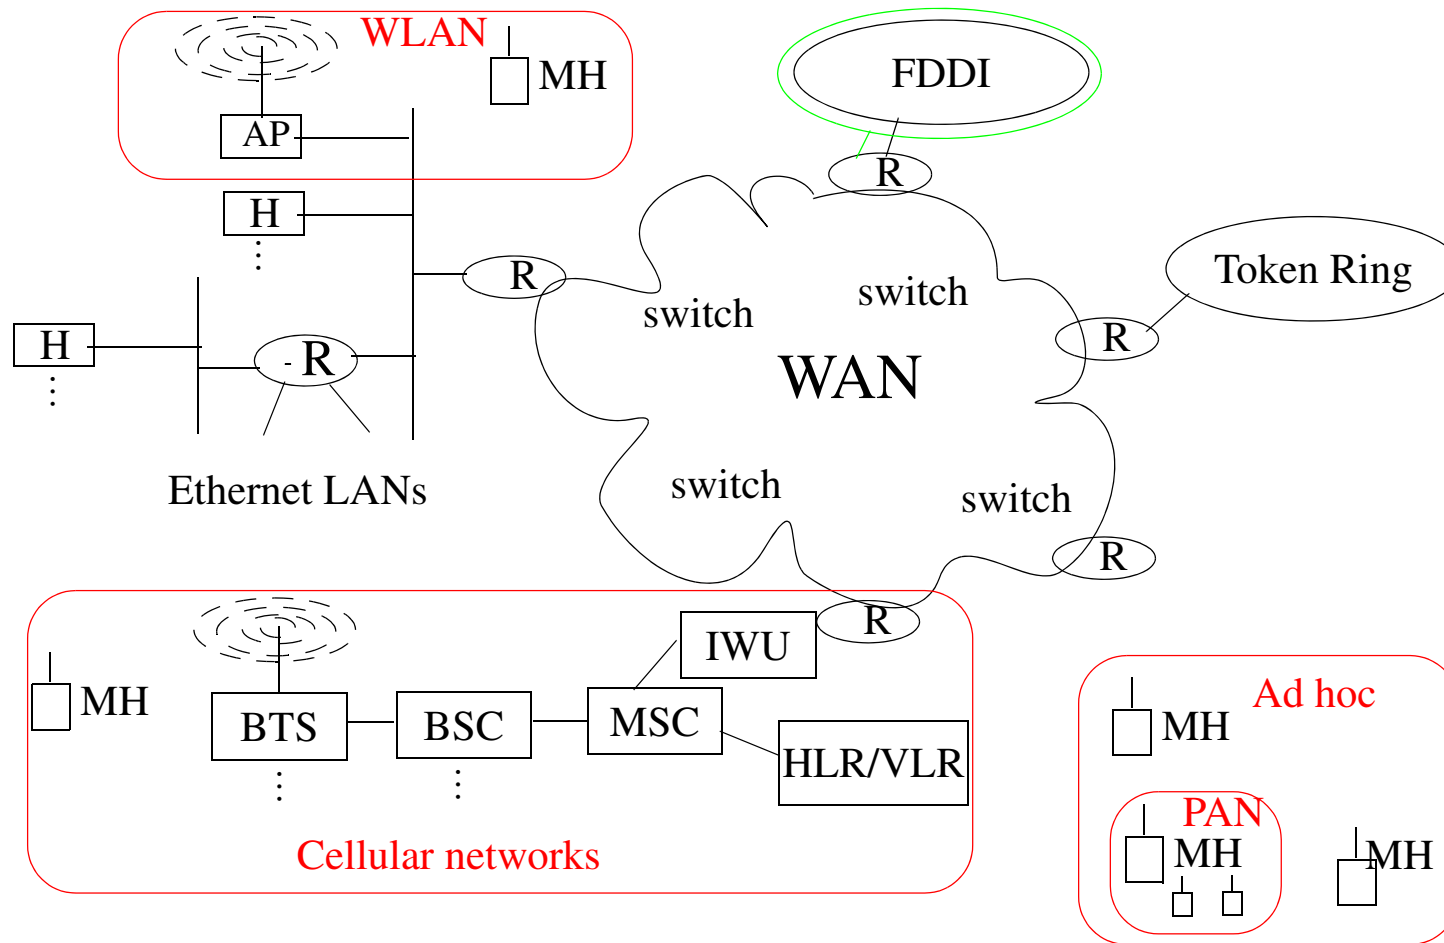 WLAN
MH
AP
H
⋮
R
H
⋮
- R
Ethernet LANs
FDDI
R
Token Ring
R
switch
switch
WAN
switch
switch
R
R
IWU
MH
BTS
BSC
MSC
HLR/VLR
⋮
⋮
Cellular networks
Ad hoc
MH
PAN
MH
MH